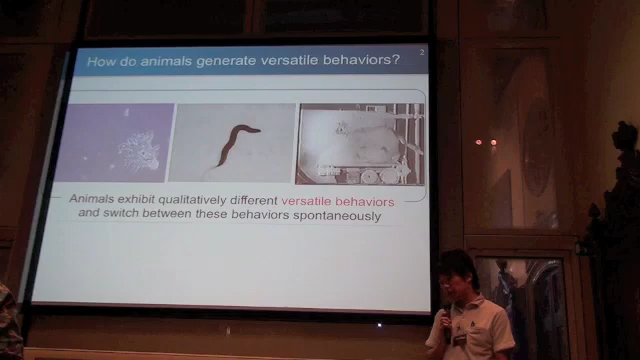 How do animals generate versatile behaviors?
2
Animals exhibit qualitatively different versatile behaviors
and switch between these behaviors spontaneously